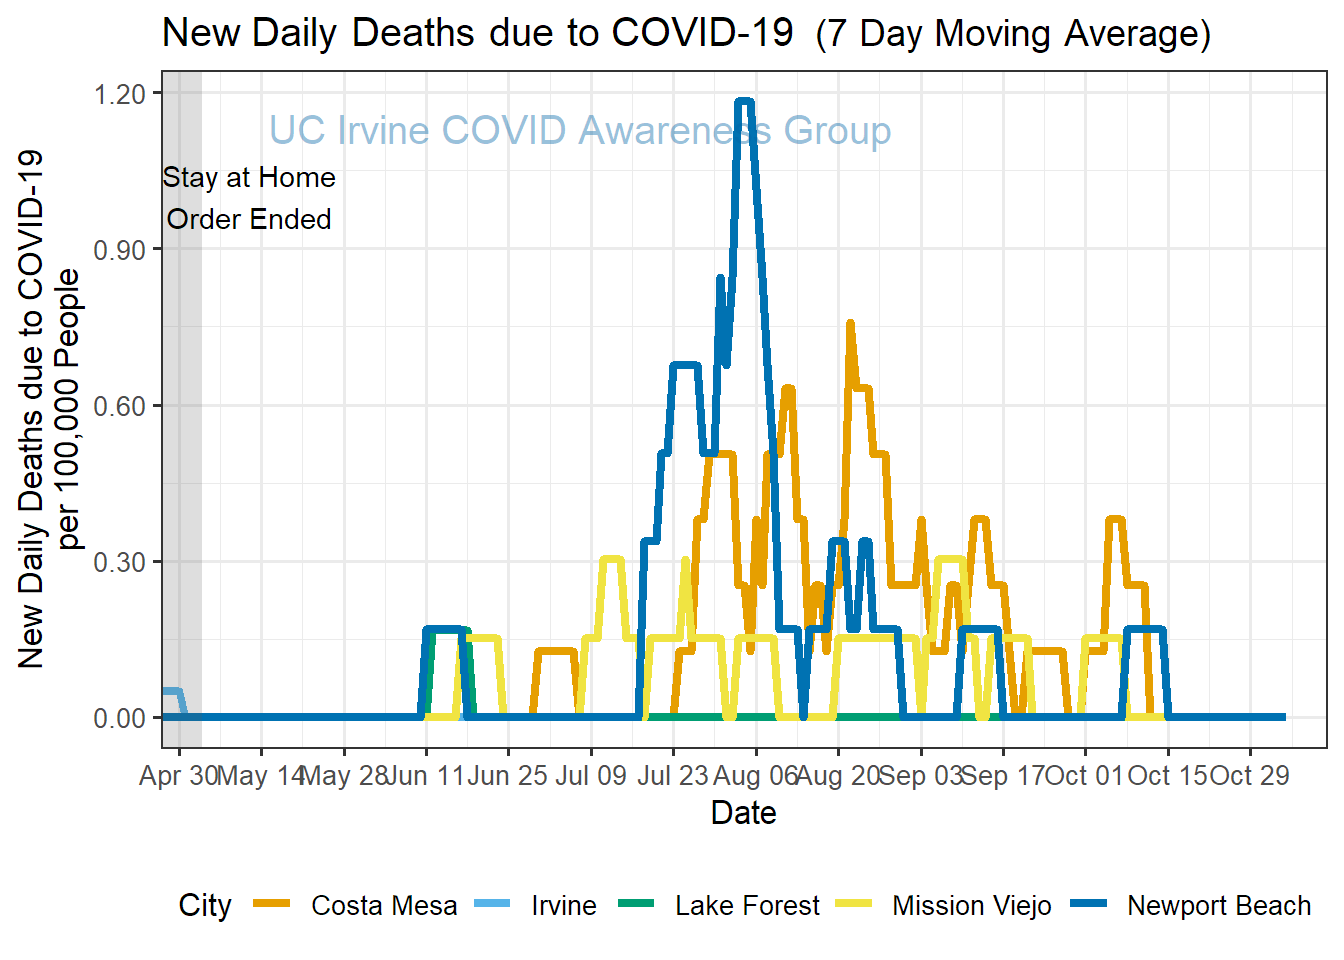 New Daily Deaths due to COVID-19 (7 Day Moving Average)
1.20
UC Irvine COVID Awareness Group
Stay at Home
Order Ended
0.90
New Daily Deaths due to COVID-19
per 100,000 People
0.60
0.30
0.00
Apr 30 May 14 May 28 Jun 11 Jun 25 Jul 09 Jul 23 Aug 06 Aug 20 Sep 03 Sep 17 Oct 01 Oct 15 Oct 29
Date
City Costa Mesa Irvine Lake Forest Mission Viejo Newport Beach